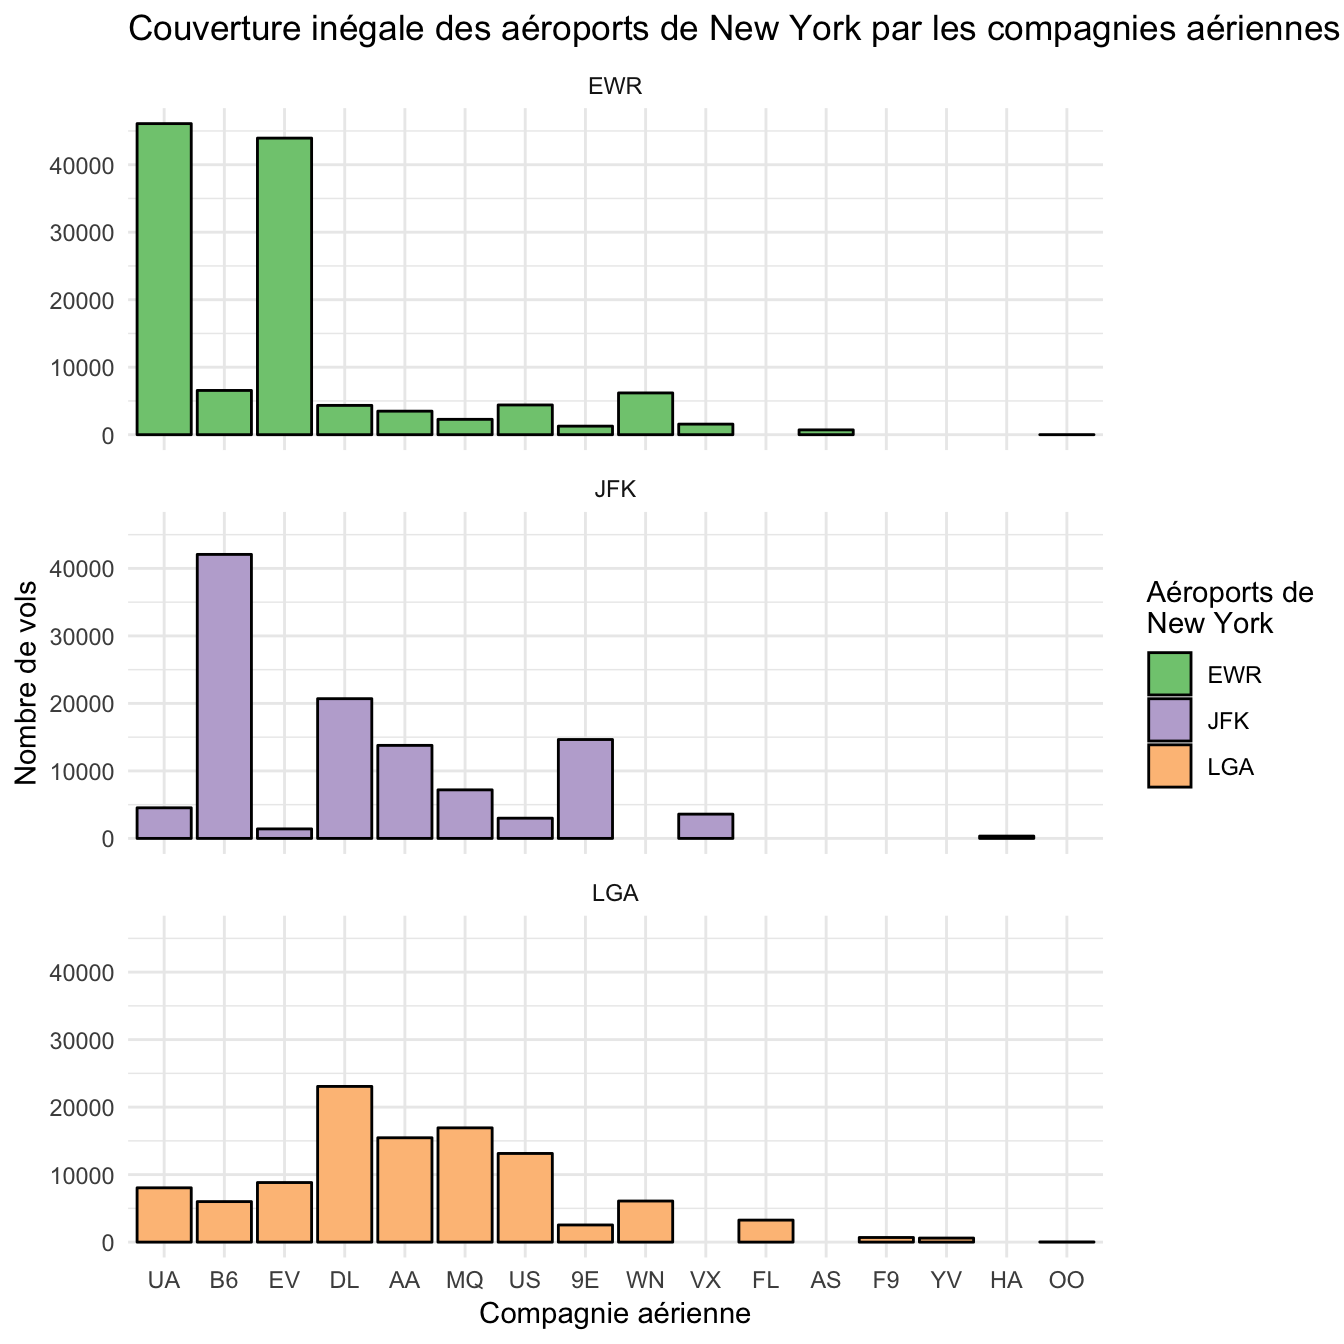 Couverture inégale des aéroports de New York par les compagnies aériennes
EWR
40000
30000
20000
10000
0
JFK
40000
30000
20000
10000
0
LGA
40000
30000
20000
10000
0
UA B6 EV DL AA MQ US 9E WN VX FL AS F9 YV HA OO
Compagnie aérienne
Nombre de vols
Aéroports de
New York
EWR
JFK
LGA